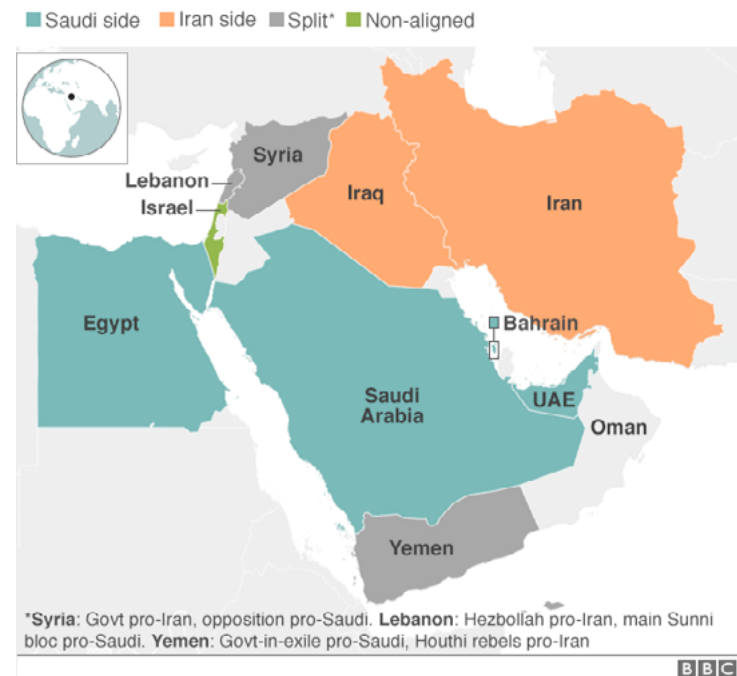 Saudi side Iran side Split* Non-aligned
Syria
Lebanon
Israel
Iraq
Iran
Egypt
Bahrain
Saudi
Arabia
UAE
Oman
Yemen
*Syria: Govt pro-Iran, opposition pro-Saudi. Lebanon: Hezbollah pro-Iran, main Sunni
bloc pro-Saudi. Yemen: Govt-in-exile pro-Saudi, Houthi rebels pro-Iran
BBC